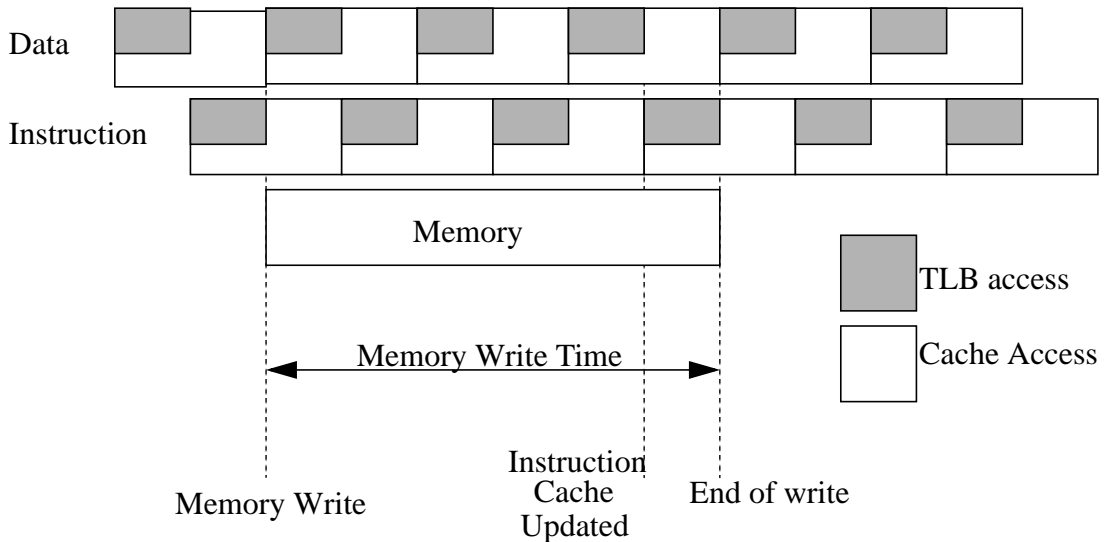 Data
Instruction
Memory
TLB access
Memory Write Time
Cache Access
Memory Write
Instruction
Cache
Updated
End of write